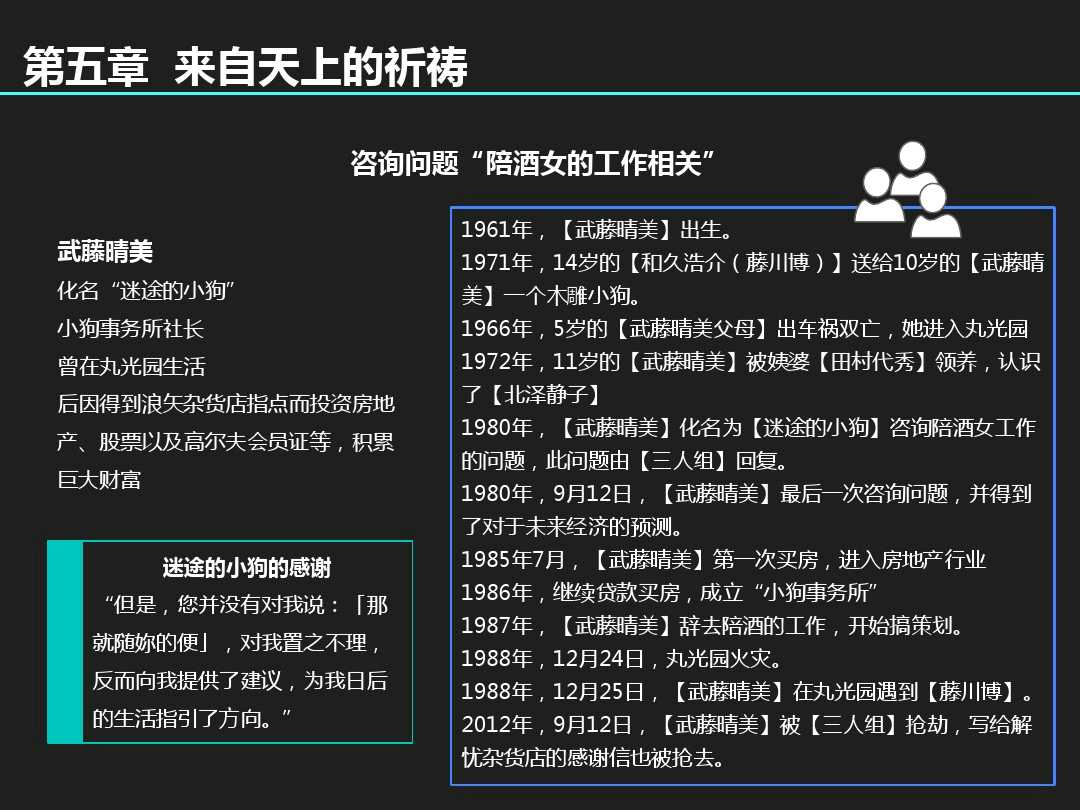 第五章 来自天上的祈祷
咨询问题“陪酒女的工作相关”
武藤晴美
化名“迷途的小狗”
小狗事务所社长
曾在丸光园生活
后因得到浪矢杂货店指点而投资房地
产、股票以及高尔夫会员证等，积累
巨大财富
迷途的小狗的感谢
“但是，您并没有对我说：「那
就随妳的便」，对我置之不理，
反而向我提供了建议，为我日后
的生活指引了方向。”
1961年，【武藤晴美】出生。
1971年，14岁的【和久浩介（藤川博）】送给10岁的【武藤晴
美】一个木雕小狗。
1966年，5岁的【武藤晴美父母】出车祸双亡，她进入丸光园
1972年，11岁的【武藤晴美】被姨婆【田村代秀】领养，认识
了【北泽静子】
1980年，【武藤晴美】化名为【迷途的小狗】咨询陪酒女工作
的问题，此问题由【三人组】回复。
1980年，9月12日，【武藤晴美】最后一次咨询问题，并得到
了对于未来经济的预测。
1985年7月，【武藤晴美】第一次买房，进入房地产行业
1986年，继续贷款买房，成立“小狗事务所”
1987年，【武藤晴美】辞去陪酒的工作，开始搞策划。
1988年，12月24日，丸光园火灾。
1988年，12月25日，【武藤晴美】在丸光园遇到【藤川博】。
2012年，9月12日，【武藤晴美】被【三人组】抢劫，写给解
忧杂货店的感谢信也被抢去。